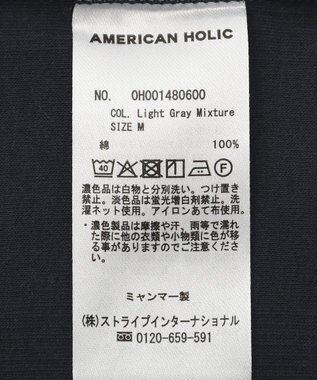 AMERICAN HOLIC
NO. OH001480600
COL. Light Gray Mixture
SIZE M
綿 100%
40
F
濃色品は白物と分別洗い。つけ置き
禁止。淡色品は蛍光増白剤禁止。洗
濯ネット使用。アイロンあて布使用。
・濃色製品は摩擦や汗、雨等で濡れ
た際に他の衣類や小物類に色が移
る事がありますのでご注意くださ
い。
ミャンマー製
(株)ストライプインターナショナル
0120-659-591